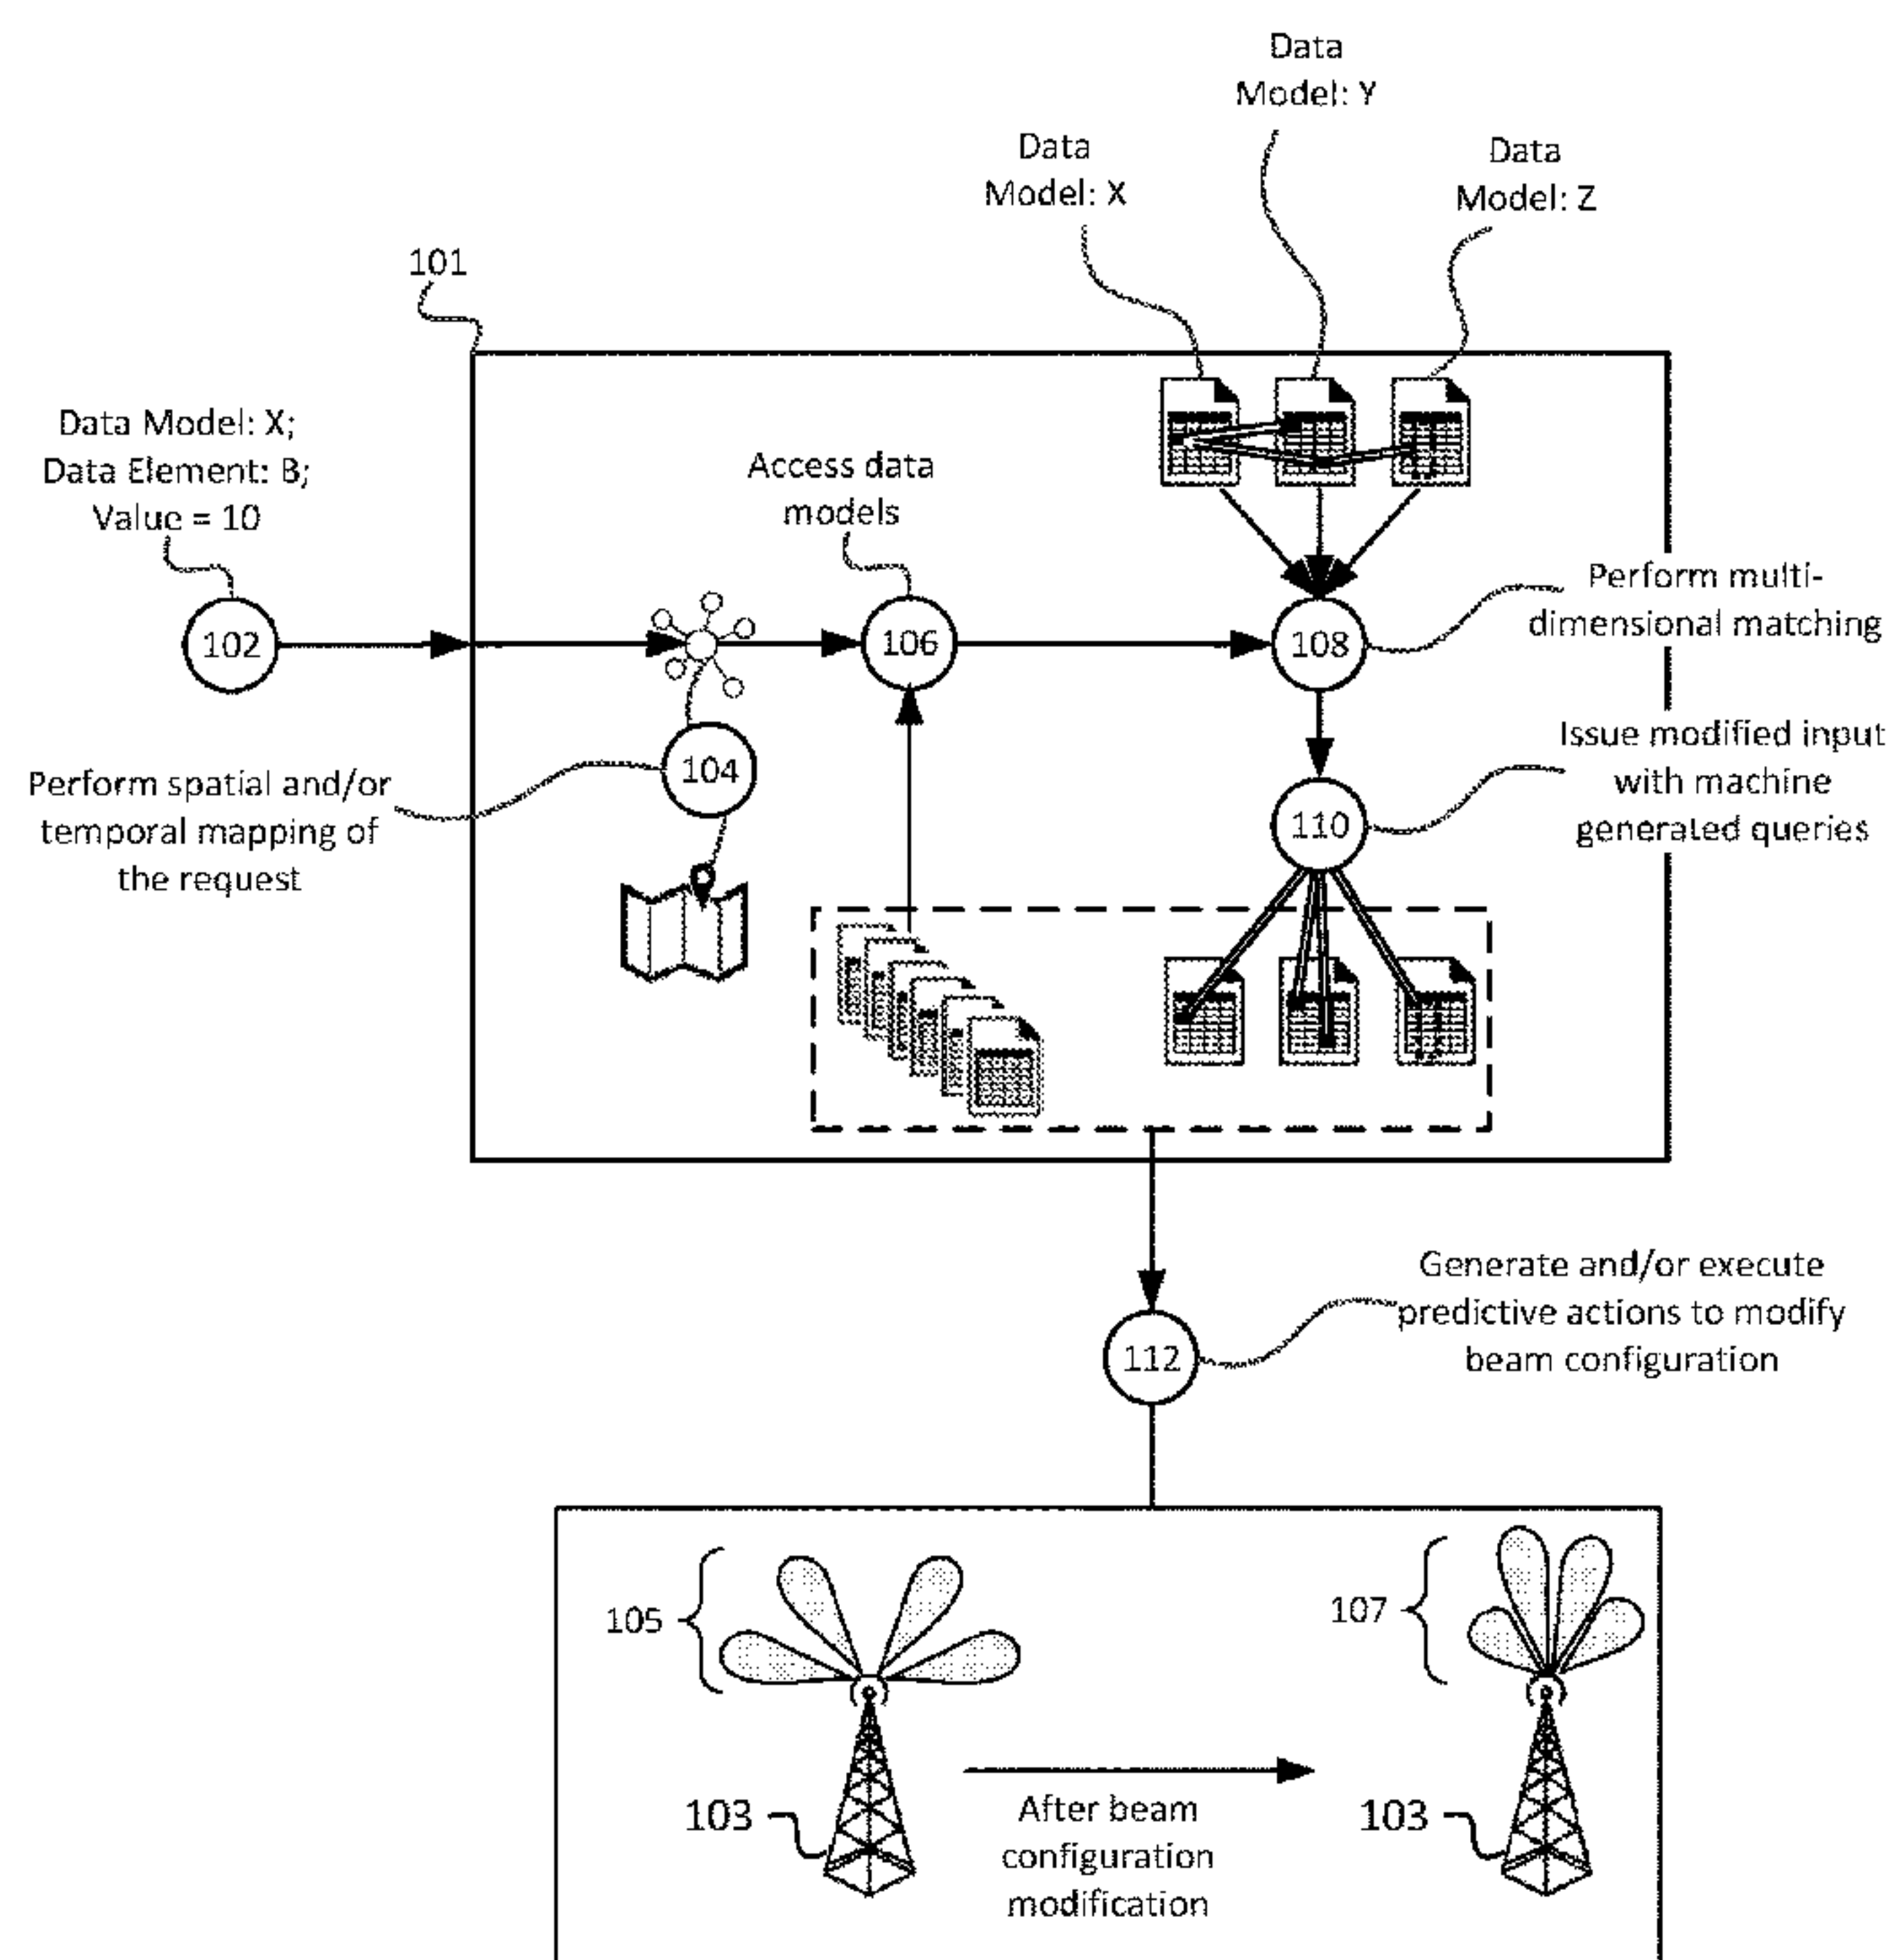 Data
Model: Y
Data
Model: X
Data
Model: Z
101
Data Model: X;
Data Element: B;
Value = 10
Access data
models
102
106
108
Perform multi-
dimensional matching
Perform spatial and/or
temporal mapping of
the request
104
Issue modified input
with machine
generated queries
110
Generate and/or execute
predictive actions to modify
beam configuration
112
105
107
103
After beam
configuration
modification
103